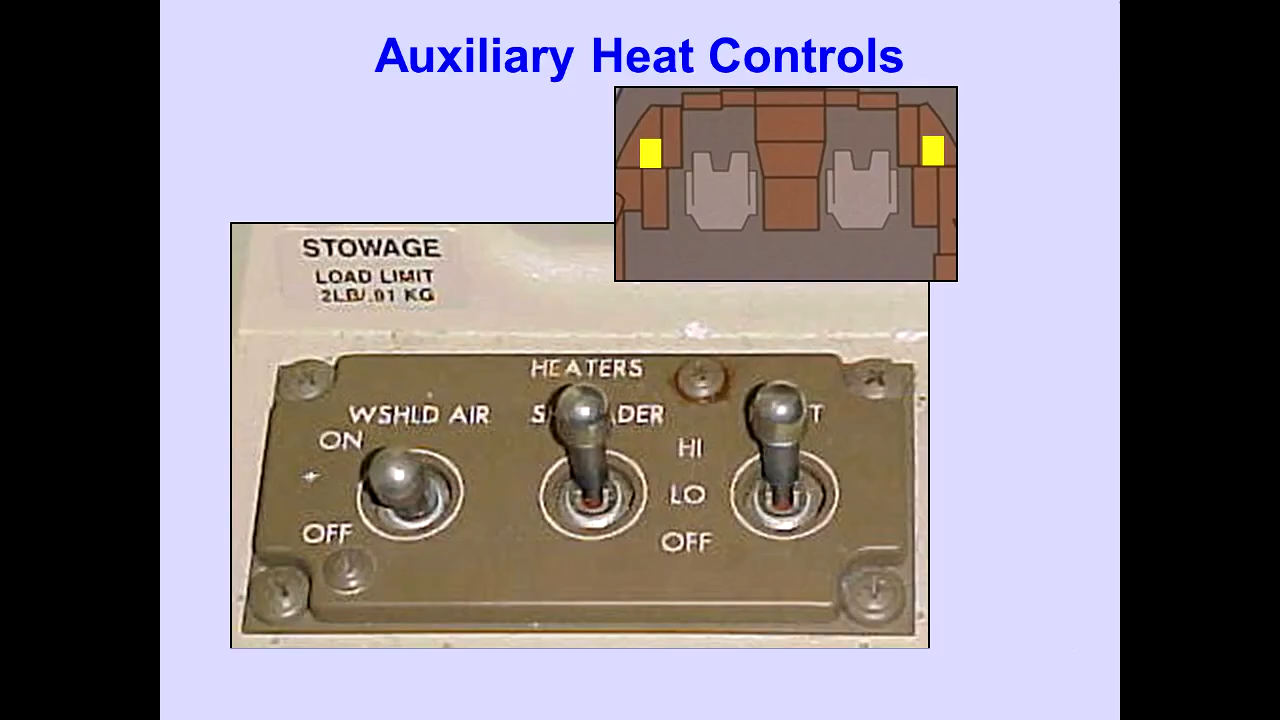 Auxiliary Heat Controls
STOWAGE
LOAD LIMIT
2LB/.91 KG
HEATERS
WSHLD AIR
ON
OFF
HI
LO
OFF